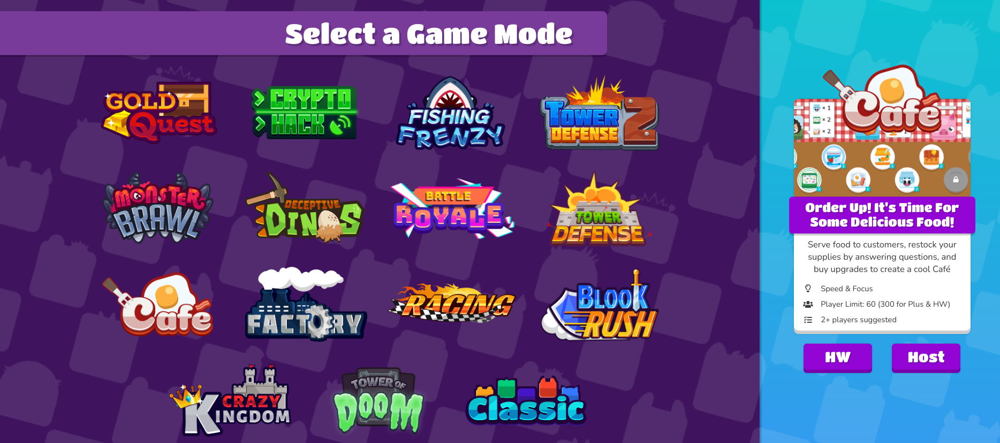 Select a Game Mode
GOLD
Quest
CRYPTO
HACK
FISHING
FRENZY
TOWER
DEFENSE 2
MONSTER
BRAWL
DECEPTIVE
DINOS
BATTLE
ROYALE
TOWER
DEFENSE
Café
FACTORY
RACING
BLOOK
RUSH
CRAZY
KINGDOM
TOWER OF
DOOM
Classic
Café
× 1
× 2
× 2
Order Up! It's Time For
Some Delicious Food!
Serve food to customers, restock your
supplies by answering questions, and
buy upgrades to create a cool Café
Speed & Focus
Player Limit: 60 (300 for Plus & HW)
2+ players suggested
HW
Host